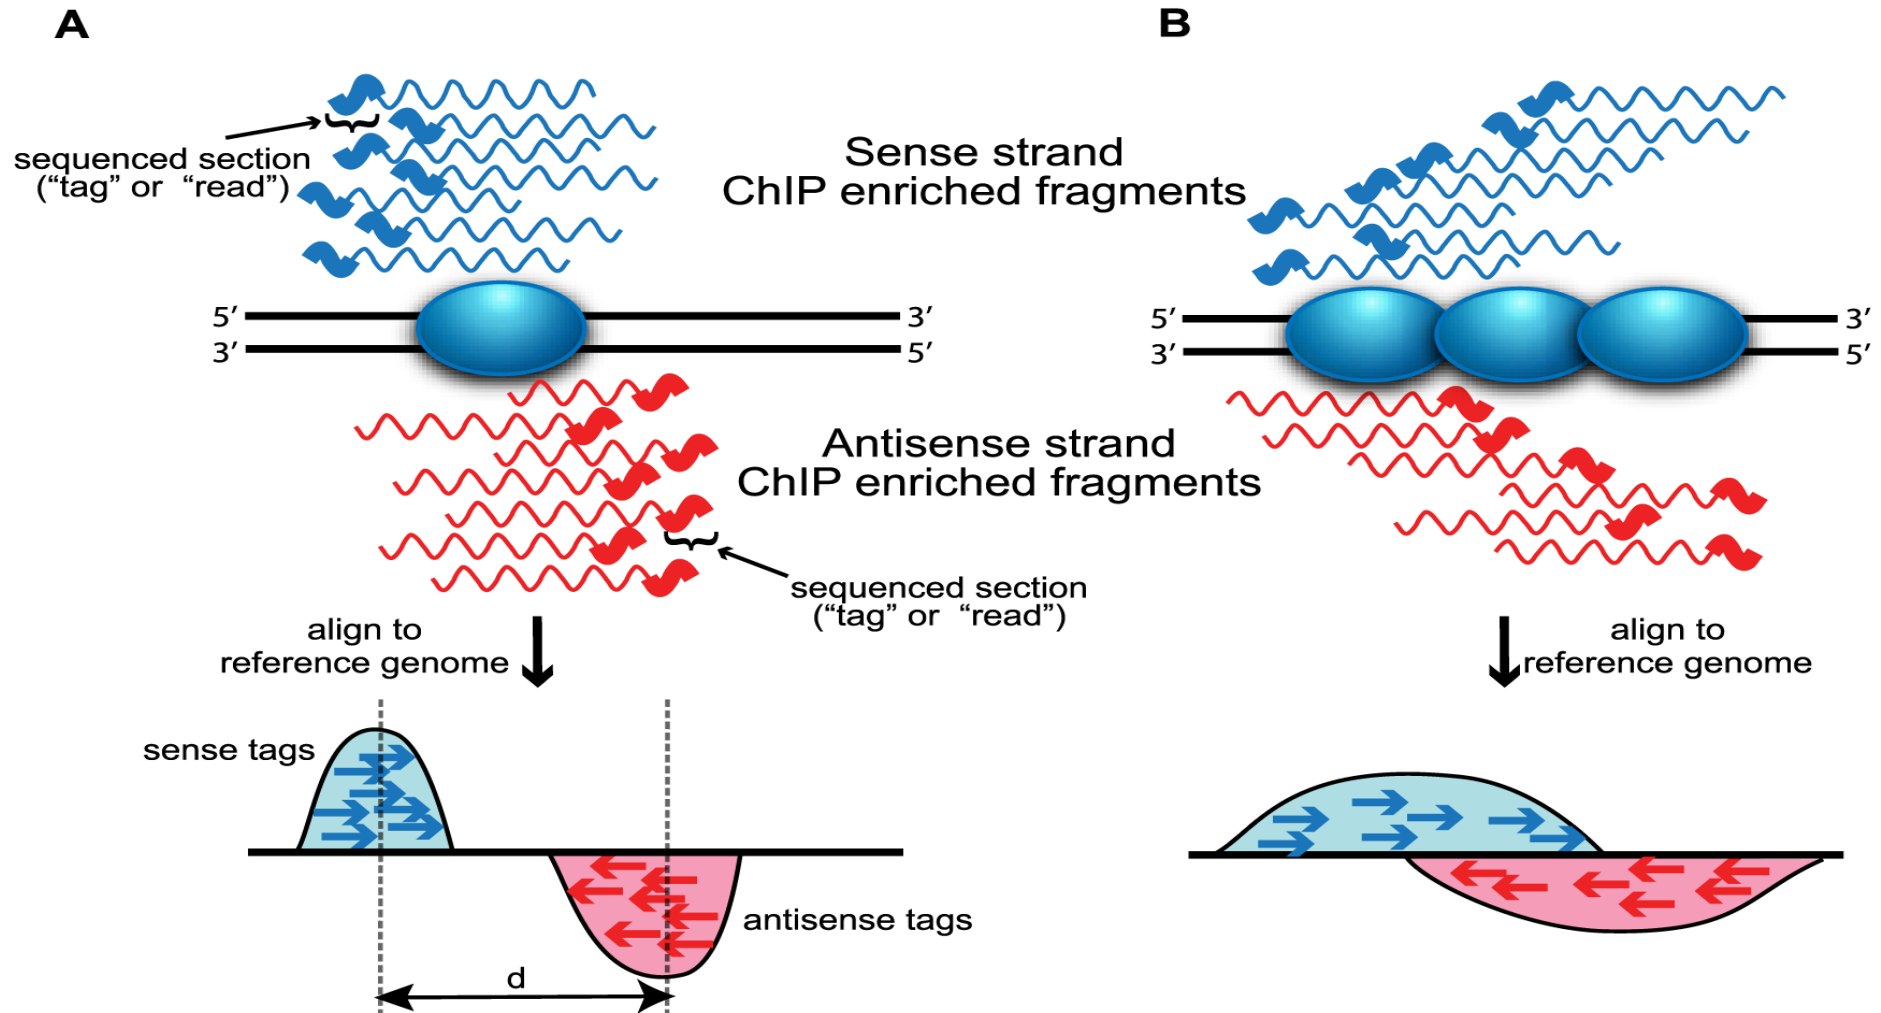 A
B
sequenced section
(“tag” or “read”)
Sense strand
ChIP enriched fragments
5′
3′
3′
5′
5′
3′
3′
5′
Antisense strand
ChIP enriched fragments
sequenced section
(“tag” or “read”)
align to
reference genome
align to
reference genome
sense tags
antisense tags
d